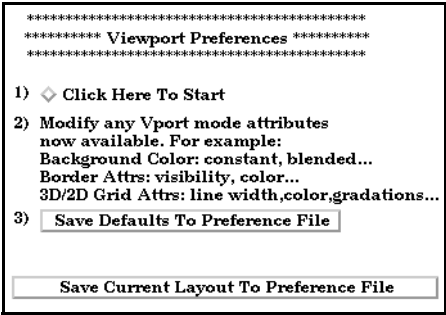 ********************************************
********** Viewport Preferences **********
********************************************
1) Click Here To Start
2) Modify any Vport mode attributes
now available. For example:
Background Color: constant, blended...
Border Attrs: visibility, color...
3D/2D Grid Attrs: line width,color,gradations...
3) Save Defaults To Preference File
Save Current Layout To Preference File